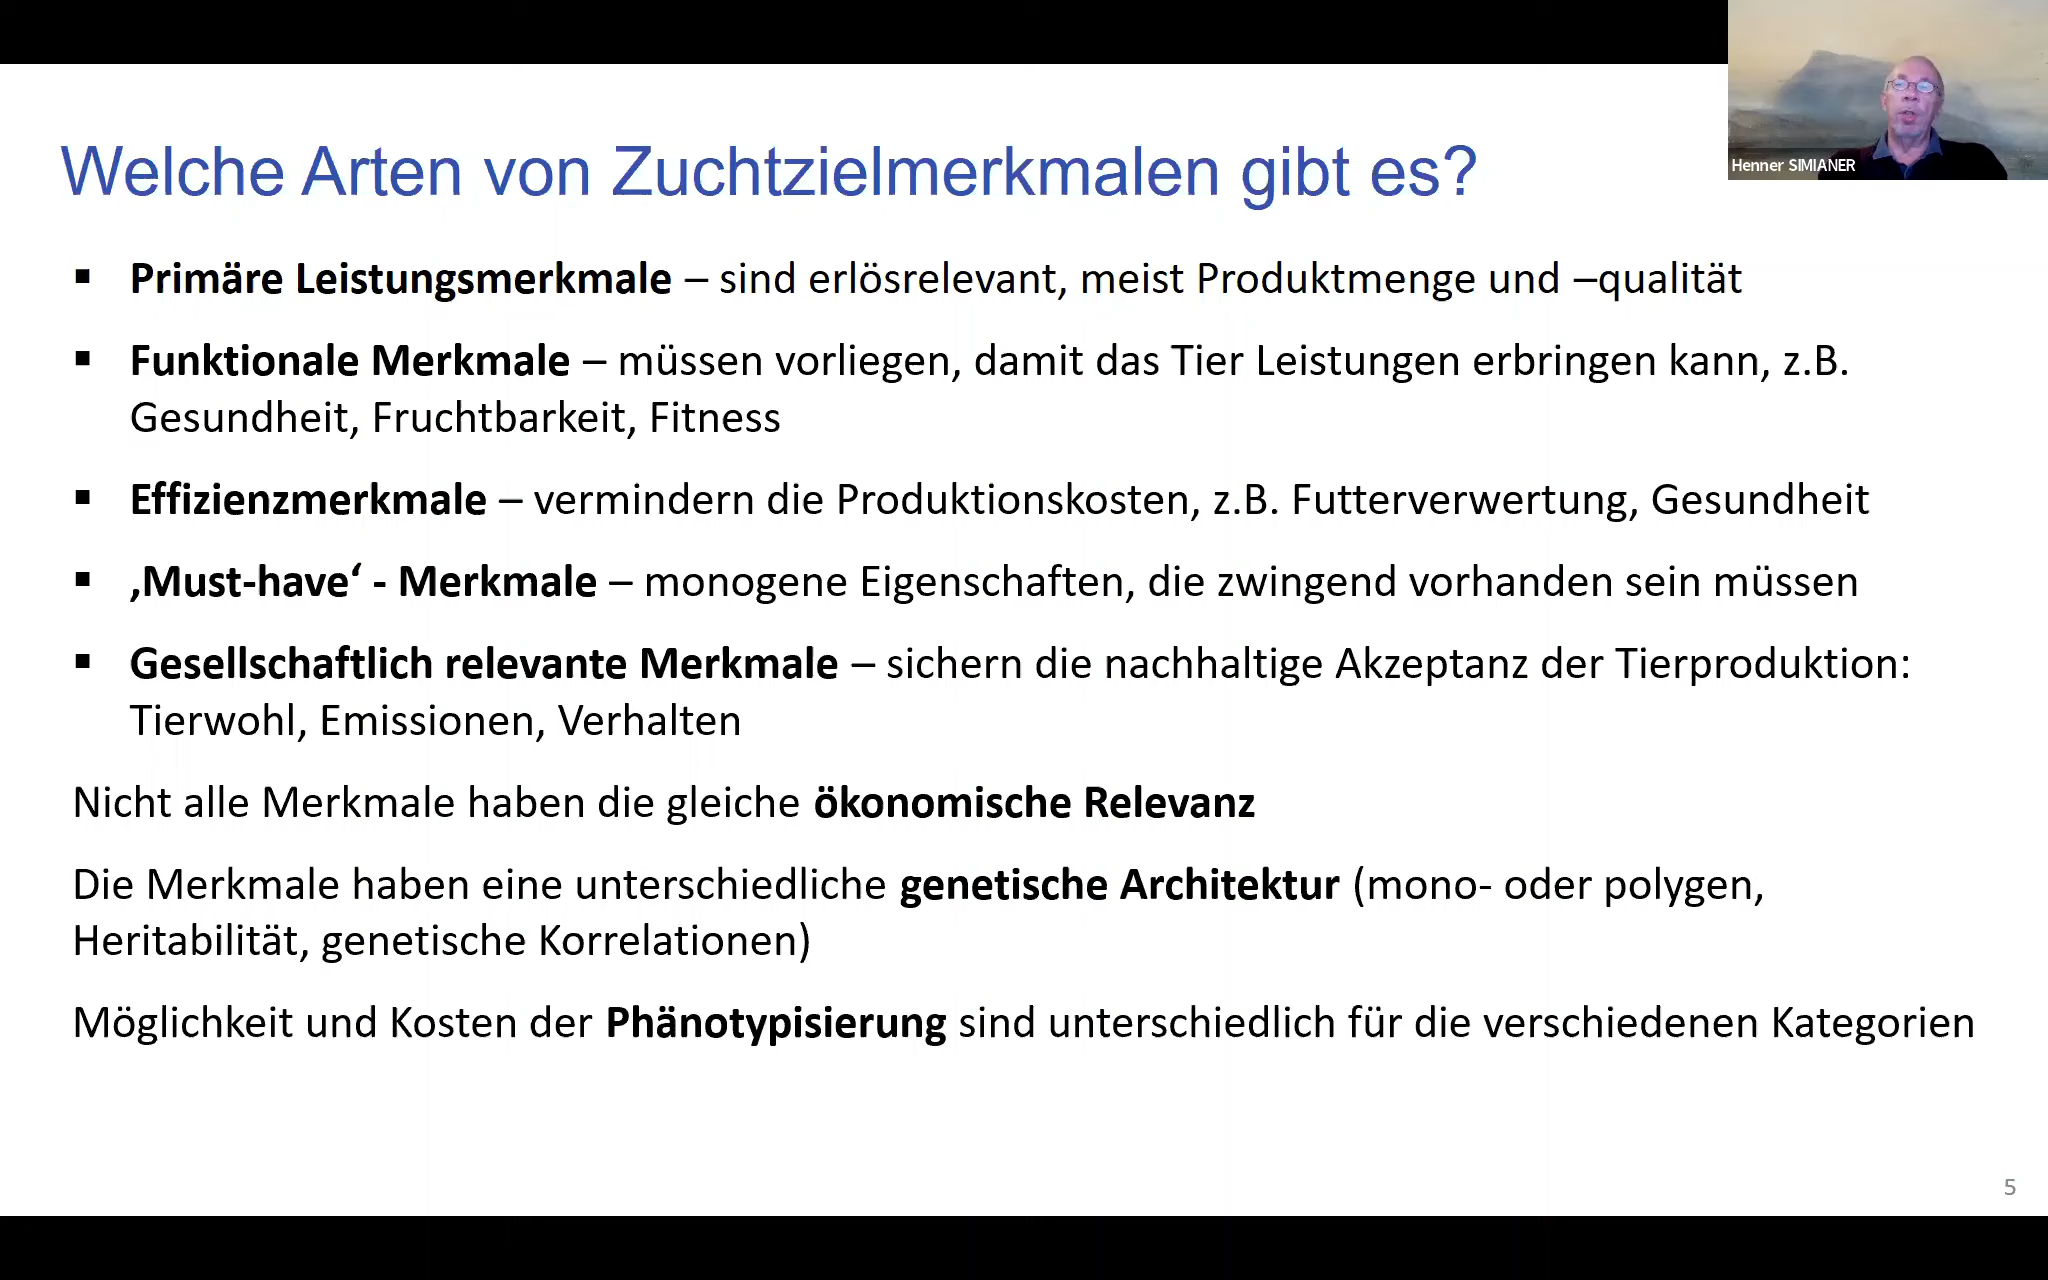 Henner SIMIANER
Welche Arten von Zuchtzielmerkmalen gibt es?
▪ Primäre Leistungsmerkmale – sind erlösrelevant, meist Produktmenge und –qualität
▪ Funktionale Merkmale – müssen vorliegen, damit das Tier Leistungen erbringen kann, z.B.
Gesundheit, Fruchtbarkeit, Fitness
▪ Effizienzmerkmale – vermindern die Produktionskosten, z.B. Futterverwertung, Gesundheit
▪ ‚Must-have‘ - Merkmale – monogene Eigenschaften, die zwingend vorhanden sein müssen
▪ Gesellschaftlich relevante Merkmale – sichern die nachhaltige Akzeptanz der Tierproduktion:
Tierwohl, Emissionen, Verhalten
Nicht alle Merkmale haben die gleiche ökonomische Relevanz
Die Merkmale haben eine unterschiedliche genetische Architektur (mono- oder polygen,
Heritabilität, genetische Korrelationen)
Möglichkeit und Kosten der Phänotypisierung sind unterschiedlich für die verschiedenen Kategorien
5